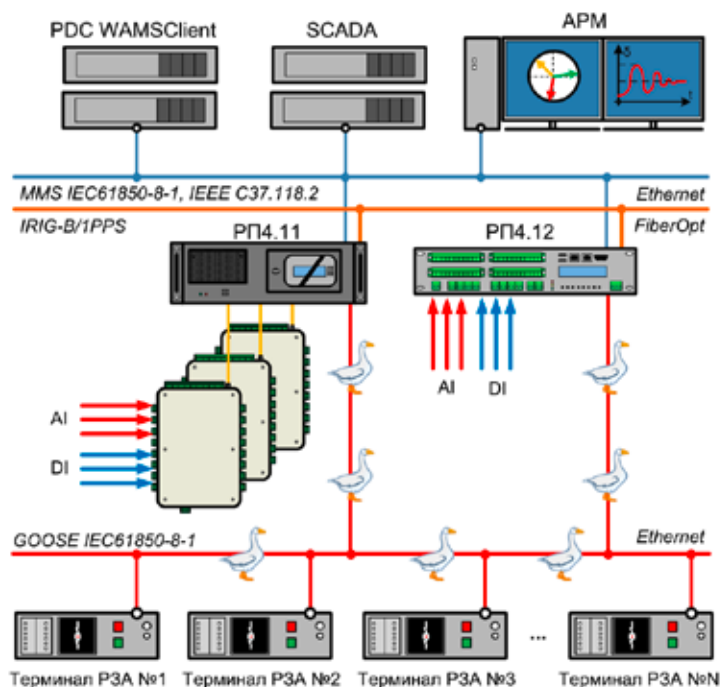 PDC WAMSClient
SCADA
АРМ
δ
τ
MMS IEC61850-8-1, IEEE C37.118.2
Ethernet
IRIG-B/1PPS
FiberOpt
РП4.11
РП4.12
AI
DI
AI
DI
GOOSE IEC61850-8-1
Ethernet
...
Терминал РЗА №1
Терминал РЗА №2
Терминал РЗА №3
Терминал РЗА №N